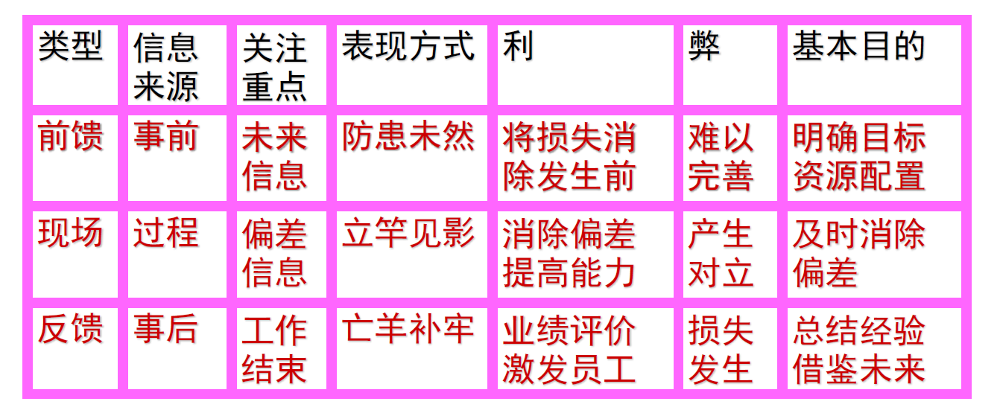 类型
信息
来源
关注
重点
表现方式
利
弊
基本目的
前馈
事前
未来
信息
防患未然
将损失消
除发生前
难以
完善
明确目标
资源配置
现场
过程
偏差
信息
立竿见影
消除偏差
提高能力
产生
对立
及时消除
偏差
反馈
事后
工作
结束
亡羊补牢
业绩评价
激发员工
损失
发生
总结经验
借鉴未来